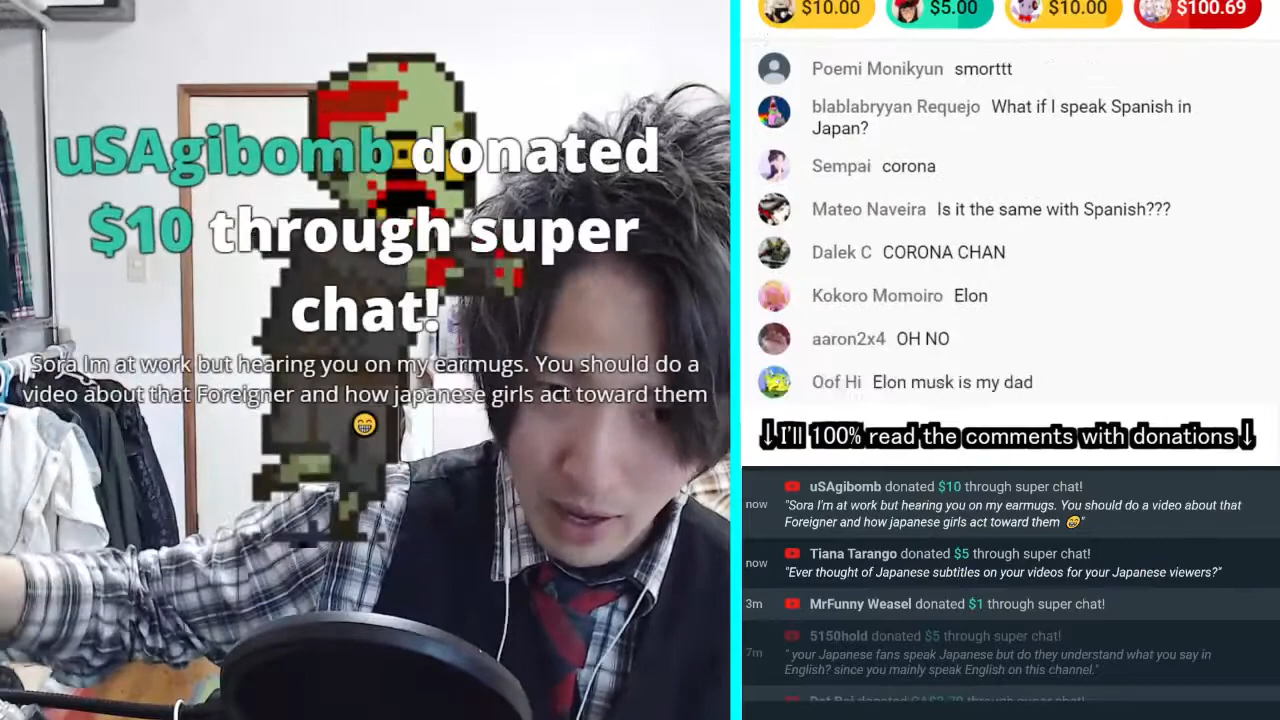 uSAgibomb donated
$10 through super
chat!
Sora Im at work but hearing you on my earmugs. You should do a
video about that Foreigner and how japanese girls act toward them
😁
$10.00 $5.00 $10.00 $100.69
Poemi Monikyun smorttt
blablabryyan Requejo What if I speak Spanish in
Japan?
Sempai corona
Mateo Naveira Is it the same with Spanish???
Dalek C CORONA CHAN
Kokoro Momoiro Elon
aaron2x4 OH NO
Oof Hi Elon musk is my dad
↓I'll 100% read the comments with donations↓
uSAgibomb donated $10 through super chat!
now "Sora I'm at work but hearing you on my earmugs. You should do a video about that
Foreigner and how japanese girls act toward them 😁"
Tiana Tarango donated $5 through super chat!
now "Ever thought of Japanese subtitles on your videos for your Japanese viewers?"
3m MrFunny Weasel donated $1 through super chat!
5150hold donated $5 through super chat!
7m " your Japanese fans speak Japanese but do they understand what you say in
English? since you mainly speak English on this channel."
donated through super chat!